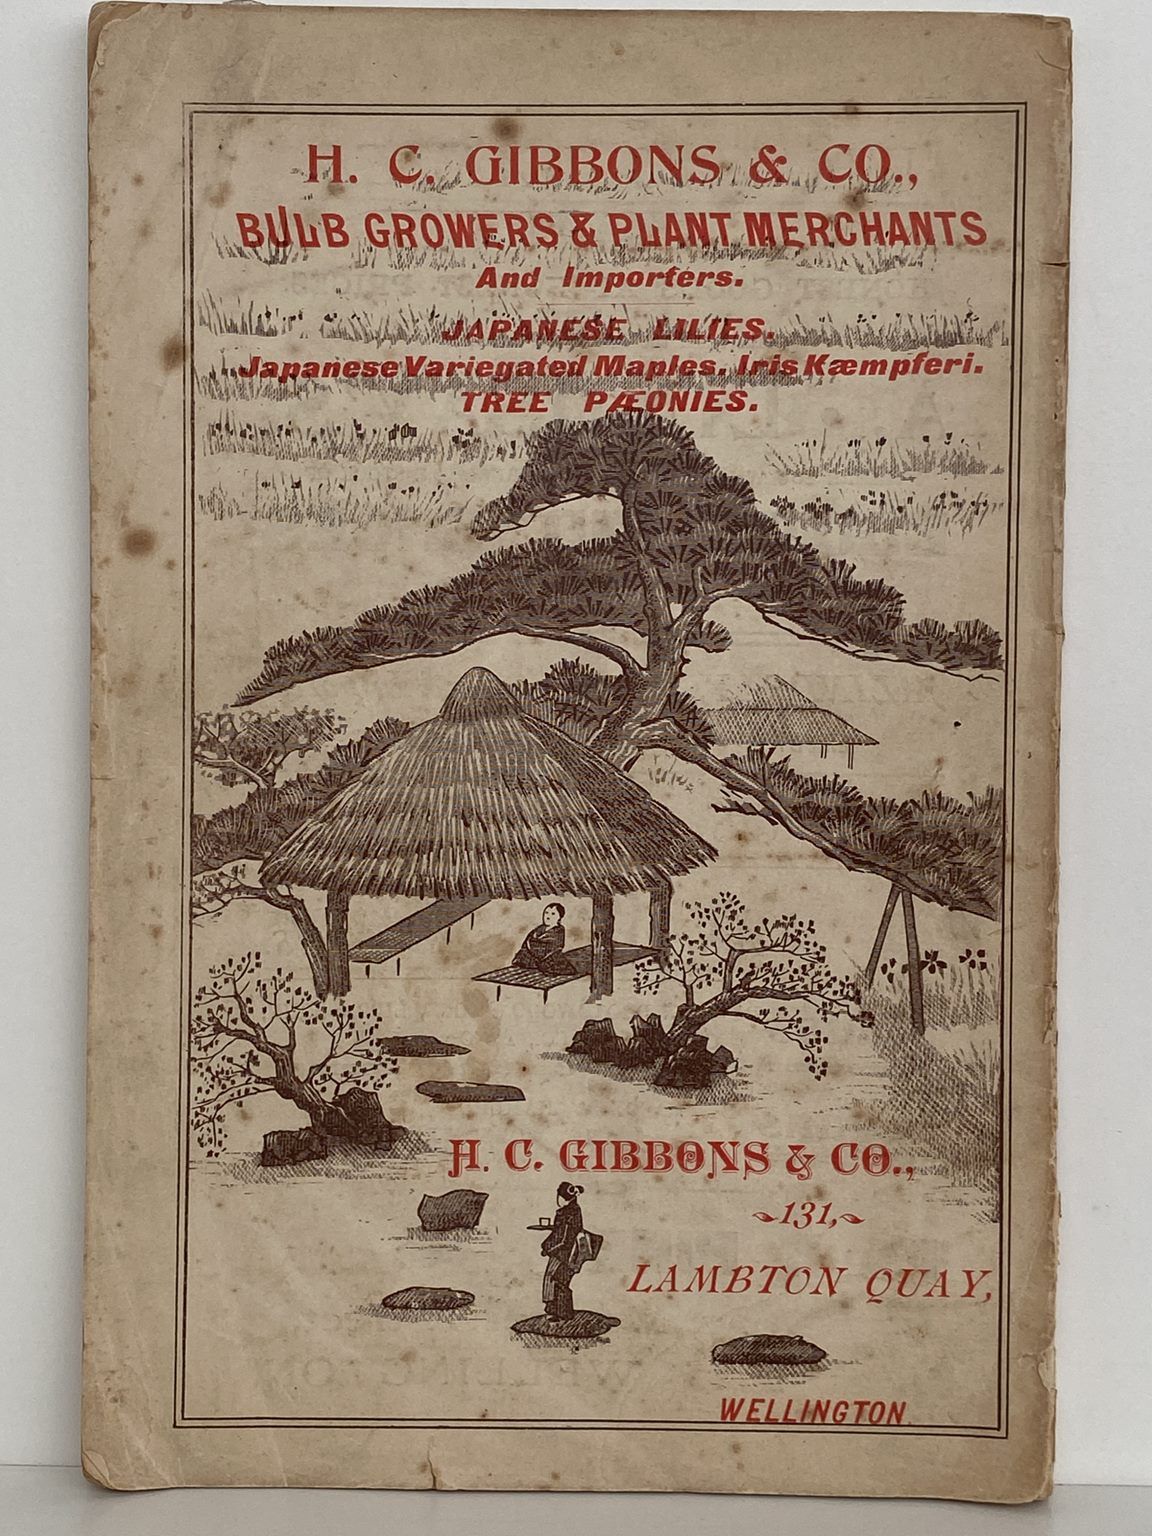 H. C. GIBBONS & CO.,
BULB GROWERS & PLANT MERCHANTS
And Importers.
JAPANESE LILIES.
Japanese Variegated Maples. Iris Kæmpferi.
TREE PÆONIES.
H. C. GIBBONS & CO.,
131,
LAMBTON QUAY,
WELLINGTON